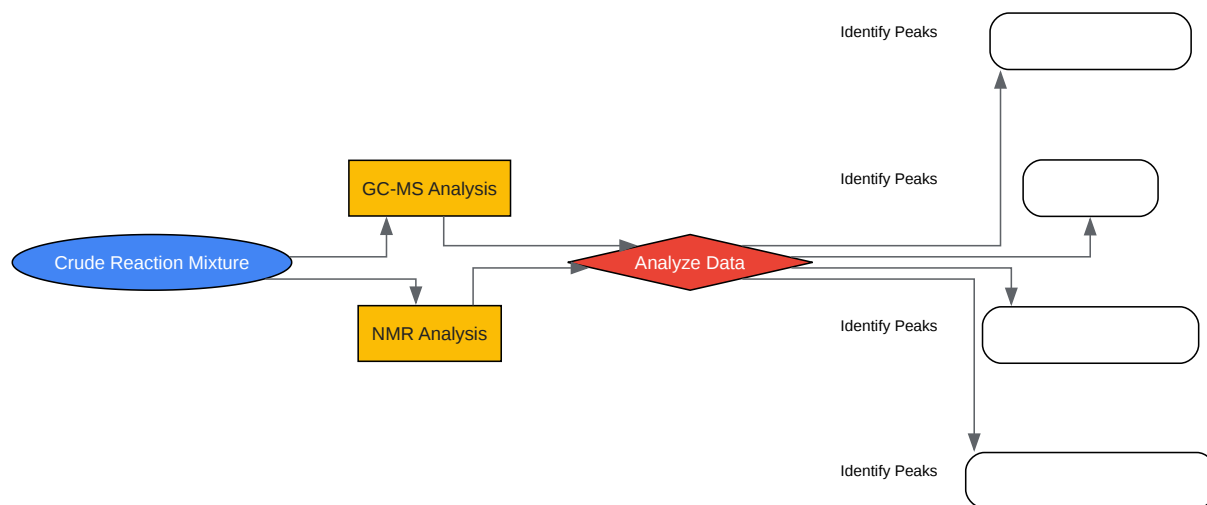 Identify Peaks
GC-MS Analysis
Identify Peaks
Crude Reaction Mixture
Analyze Data
NMR Analysis
Identify Peaks
Identify Peaks